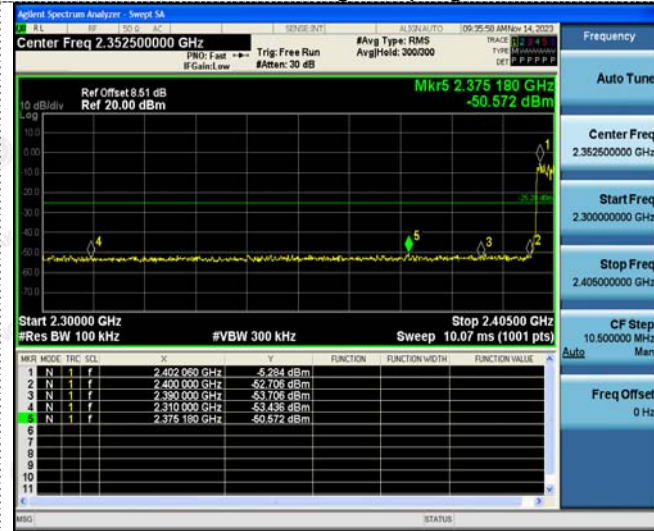 Agilent Spectrum Analyzer - Swept SA
RL RF 50 Ω AC SENSE:INT ALIGNAUTO 09:35:50 AM Nov 14, 2023
Center Freq 2.352500000 GHz
PNO: Fast
IFGain:Low
Trig: Free Run
#Atten: 30 dB
#Avg Type: RMS
Avg|Hold: 300/300
TRACE 1 2 3 4 5 6
TYPE
DET P P P P P P
Ref Offset 8.51 dB
Ref 20.00 dBm
Mkr5 2.375 180 GHz
-50.572 dBm
10 dB/div
Log
10.0
0.00
-10.0
-20.0
-30.0
-40.0
-50.0
-60.0
-70.0
1
2
3
4
5
Start 2.30000 GHz
Stop 2.40500 GHz
#Res BW 100 kHz #VBW 300 kHz Sweep 10.07 ms (1001 pts)
MKR MODE TRC SCL X Y FUNCTION FUNCTION WIDTH FUNCTION VALUE
1 N 1 f 2.402 060 GHz -5.284 dBm
2 N 1 f 2.400 000 GHz -52.706 dBm
3 N 1 f 2.390 000 GHz -53.706 dBm
4 N 1 f 2.310 000 GHz -53.436 dBm
5 N 1 f 2.375 180 GHz -50.572 dBm
6
7
8
9
10
11
MSG STATUS
Frequency
Auto Tune
Center Freq
2.352500000 GHz
Start Freq
2.300000000 GHz
Stop Freq
2.405000000 GHz
CF Step
10.500000 MHz
Auto Man
Freq Offset
0 Hz